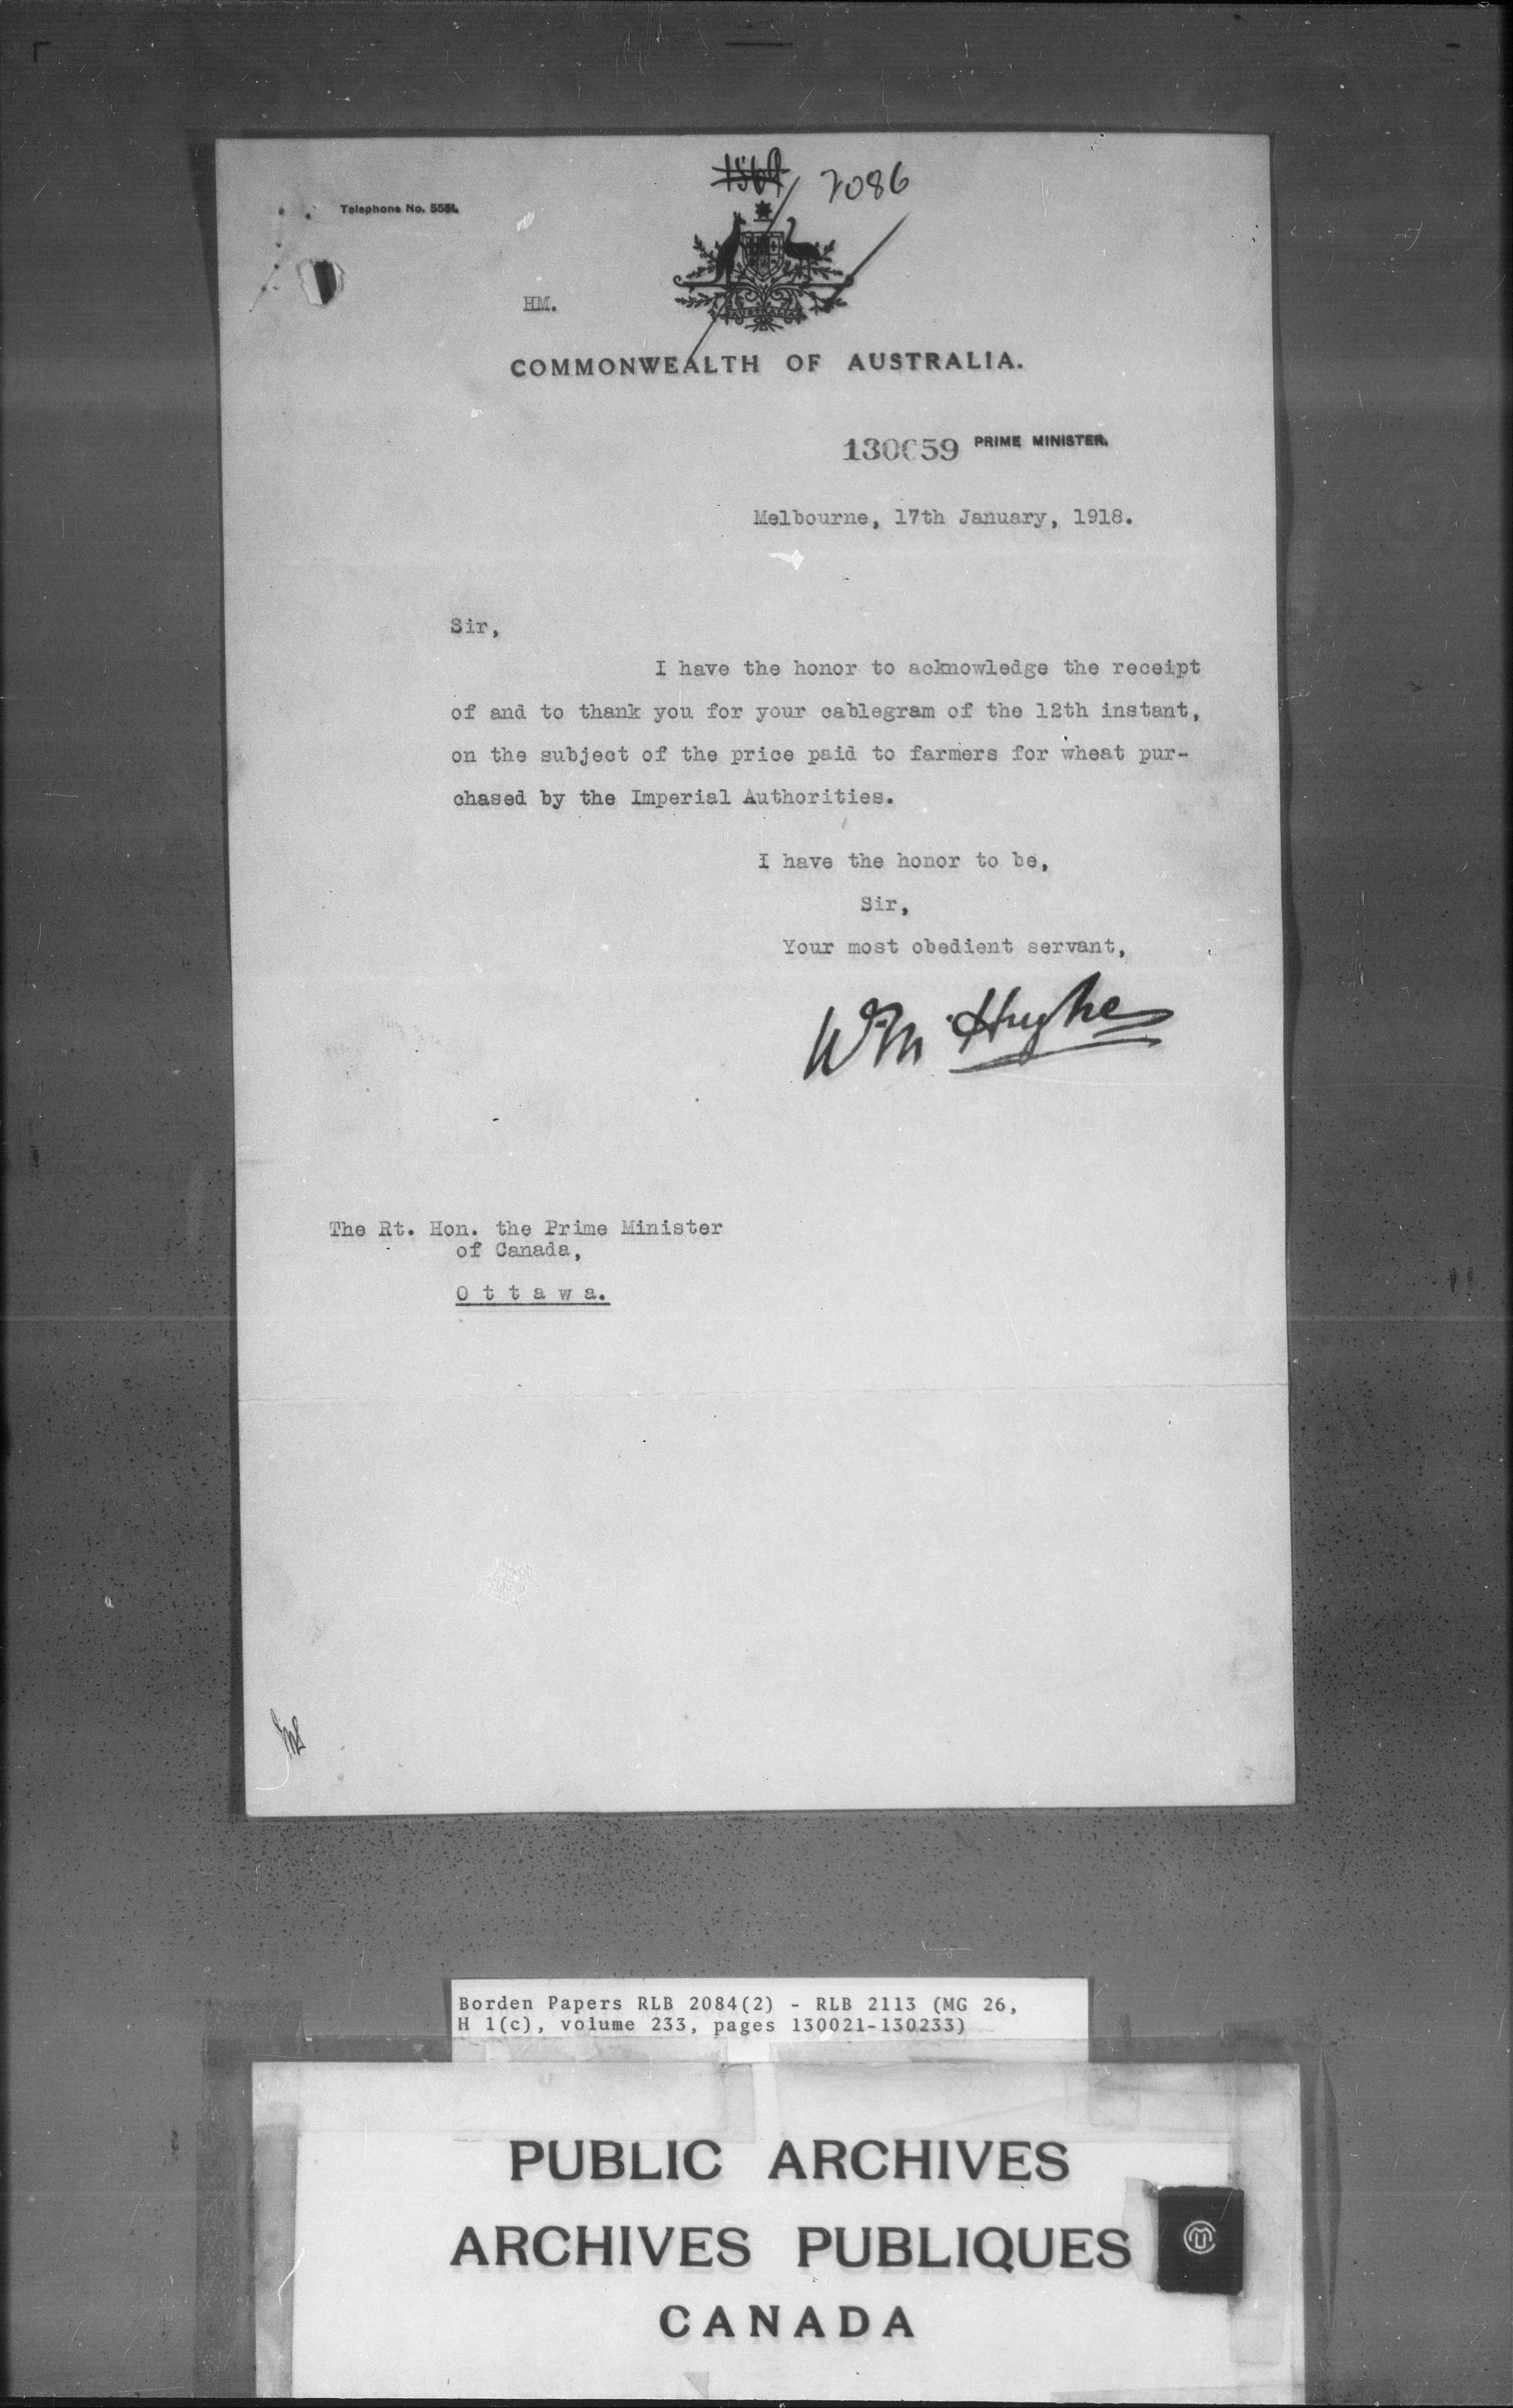 2086
Telephone No. 5551.
HM.
AUSTRALIA
COMMONWEALTH OF AUSTRALIA.
130059 PRIME MINISTER.
Melbourne, 17th January, 1918.
Sir,
I have the honor to acknowledge the receipt
of and to thank you for your cablegram of the 12th instant,
on the subject of the price paid to farmers for wheat pur-
chased by the Imperial Authorities.
I have the honor to be,
Sir,
Your most obedient servant,
W M Hughes
The Rt. Hon. the Prime Minister
of Canada,
O t t a w a.
Borden Papers RLB 2084(2) - RLB 2113 (MG 26,
H 1(c), volume 233, pages 130021-130233)
PUBLIC ARCHIVES
ARCHIVES PUBLIQUES
CANADA